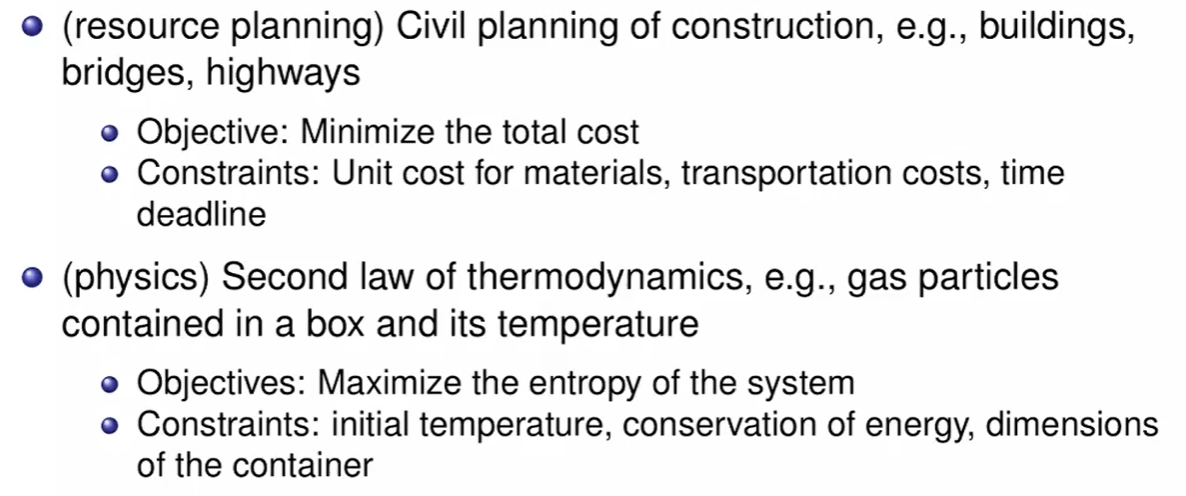 (resource planning) Civil planning of construction, e.g., buildings,
bridges, highways
Objective: Minimize the total cost
Constraints: Unit cost for materials, transportation costs, time
deadline
(physics) Second law of thermodynamics, e.g., gas particles
contained in a box and its temperature
Objectives: Maximize the entropy of the system
Constraints: initial temperature, conservation of energy, dimensions
of the container